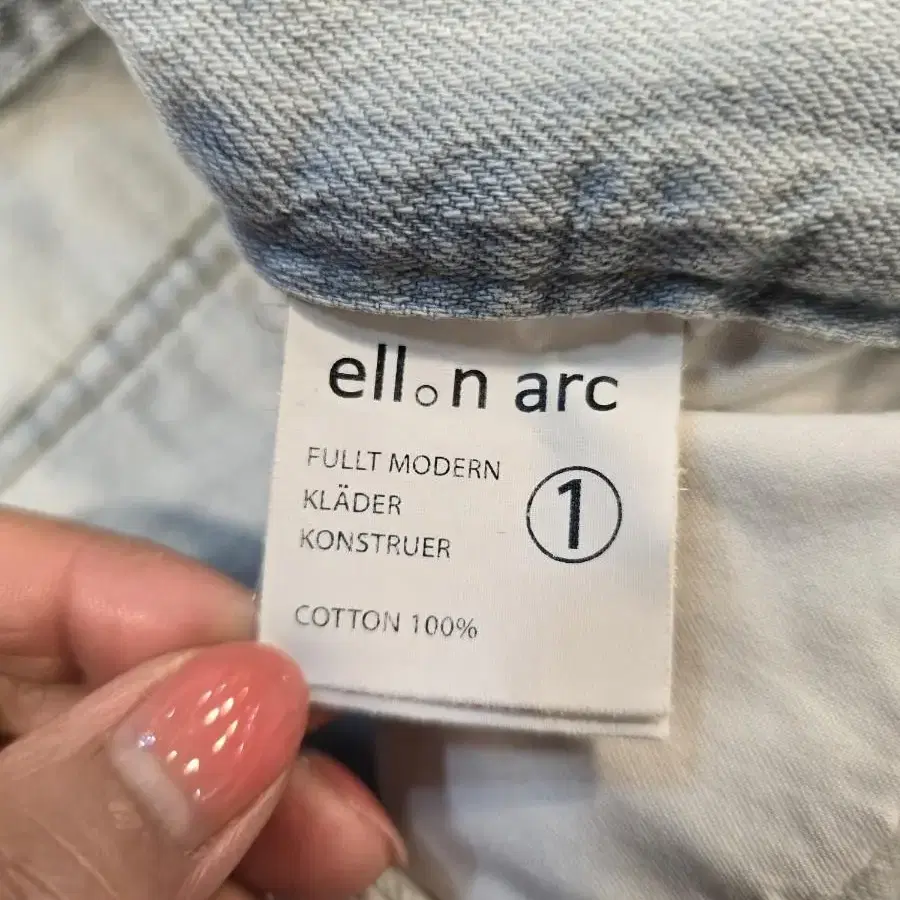 ell。n arc
FULLT MODERN
KLÄDER
KONSTRUER
①
COTTON 100%